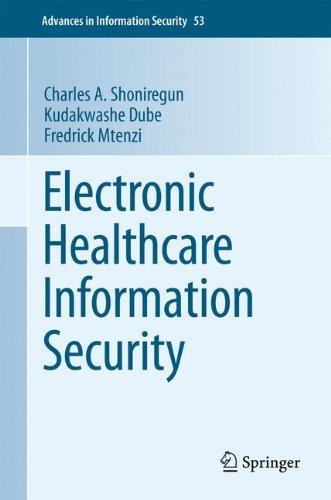 Advances in Information Security 53
Charles A. Shoniregun
Kudakwashe Dube
Fredrick Mtenzi
Electronic
Healthcare
Information
Security
Springer